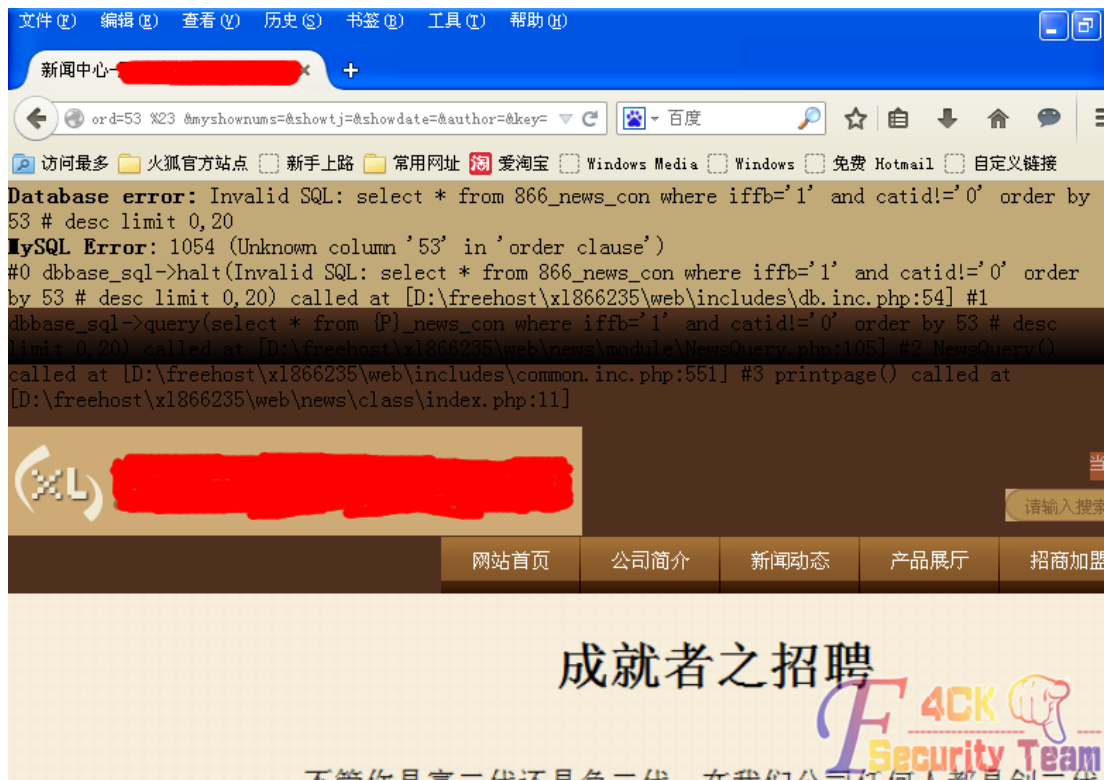 文件(F) 编辑(E) 查看(V) 历史(S) 书签(B) 工具(T) 帮助(H)
新闻中心-
ord=53 %23 &myshownums=&showtj=&showdate=&author=&key=
百度
访问最多 火狐官方站点 新手上路 常用网址 淘 爱淘宝 Windows Media Windows 免费 Hotmail 自定义链接
Database error: Invalid SQL: select * from 866_news_con where iffb='1' and catid!='0' order by
53 # desc limit 0,20
MySQL Error: 1054 (Unknown column '53' in 'order clause')
#0 dbbase_sql->halt(Invalid SQL: select * from 866_news_con where iffb='1' and catid!='0' order
by 53 # desc limit 0,20) called at [D:\freehost\xl866235\web\includes\db.inc.php:54] #1
dbbase_sql->query(select * from {P}_news_con where iffb='1' and catid!='0' order by 53 # desc
limit 0,20) called at [D:\freehost\xl866235\web\news\module\NewsQuery.php:105] #2 NewsQuery()
called at [D:\freehost\xl866235\web\includes\common.inc.php:551] #3 printpage() called at
[D:\freehost\xl866235\web\news\class\index.php:11]
XL
当
请输入搜索
网站首页 公司简介 新闻动态 产品展厅 招商加盟
成就者之招聘
F4CK
Security Team